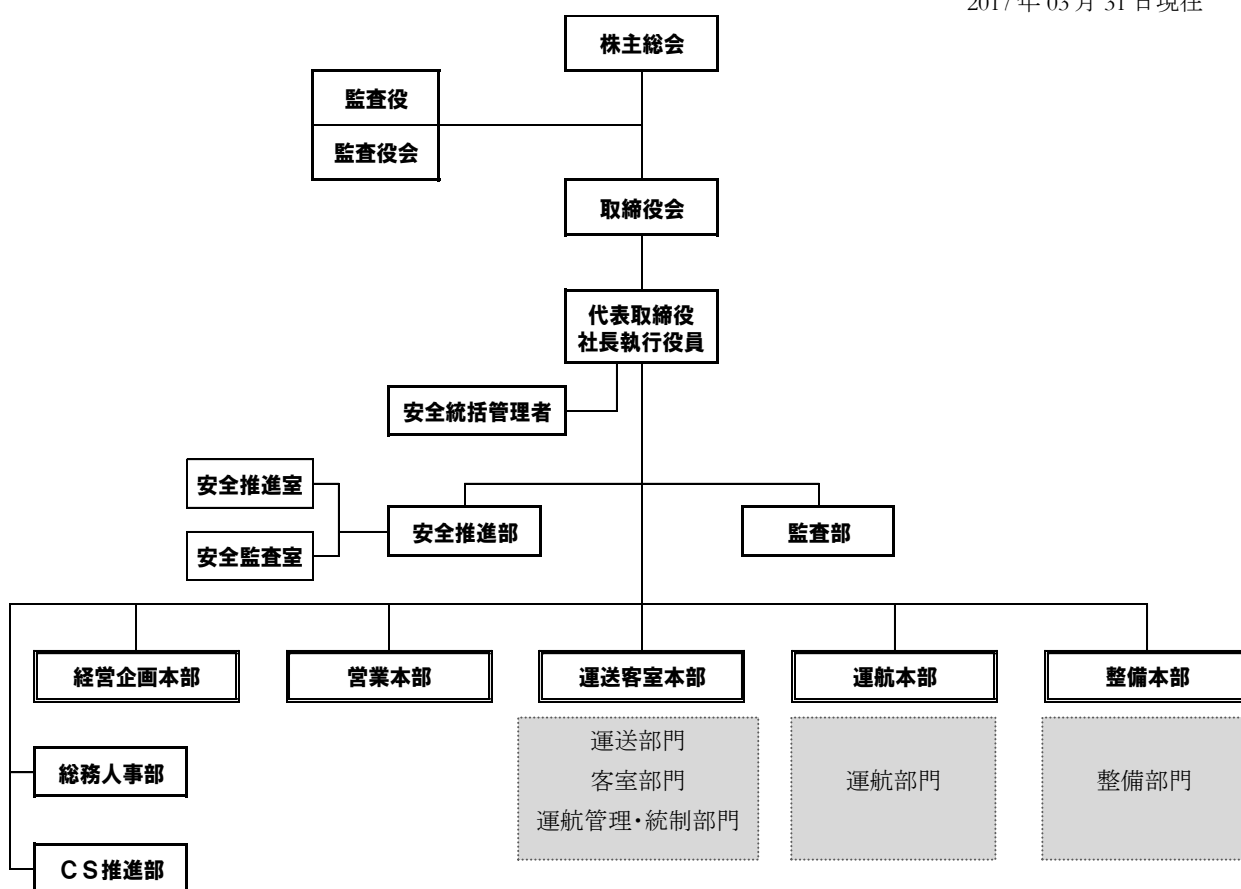 2017年03月31日現在
株主総会
監査役
監査役会
取締役会
代表取締役
社長執行役員
安全統括管理者
安全推進室
安全監査室
安全推進部
監査部
経営企画本部
営業本部
運送客室本部
運航本部
整備本部
運送部門
客室部門
運航管理・統制部門
運航部門
整備部門
総務人事部
CS推進部